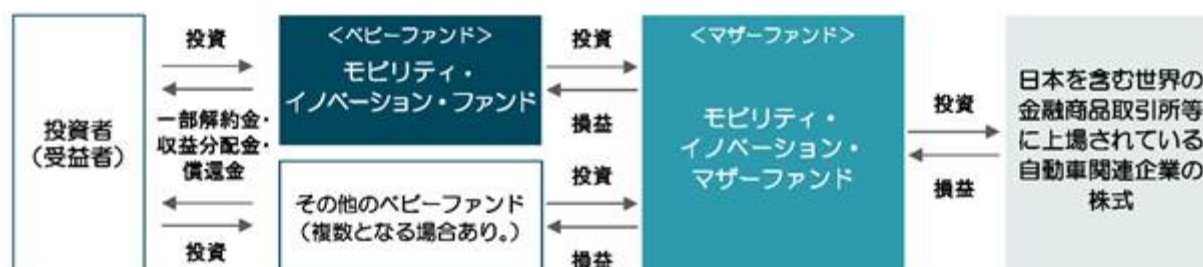 投資者
（受益者）
投資
一部解約金・
収益分配金・
償還金
投資
＜ベビーファンド＞
モビリティ・
イノベーション・ファンド
その他のベビーファンド
（複数となる場合あり。）
投資
損益
投資
損益
＜マザーファンド＞
モビリティ・
イノベーション・
マザーファンド
投資
損益
日本を含む世界の
金融商品取引所等
に上場されている
自動車関連企業の
株式